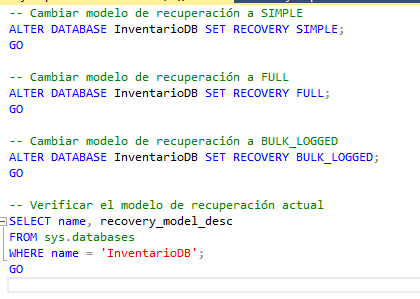 -- Cambiar modelo de recuperación a SIMPLE
ALTER DATABASE InventarioDB SET RECOVERY SIMPLE;
GO
-- Cambiar modelo de recuperación a FULL
ALTER DATABASE InventarioDB SET RECOVERY FULL;
GO
-- Cambiar modelo de recuperación a BULK_LOGGED
ALTER DATABASE InventarioDB SET RECOVERY BULK_LOGGED;
GO
-- Verificar el modelo de recuperación actual
SELECT name, recovery_model_desc
FROM sys.databases
WHERE name = 'InventarioDB';
GO